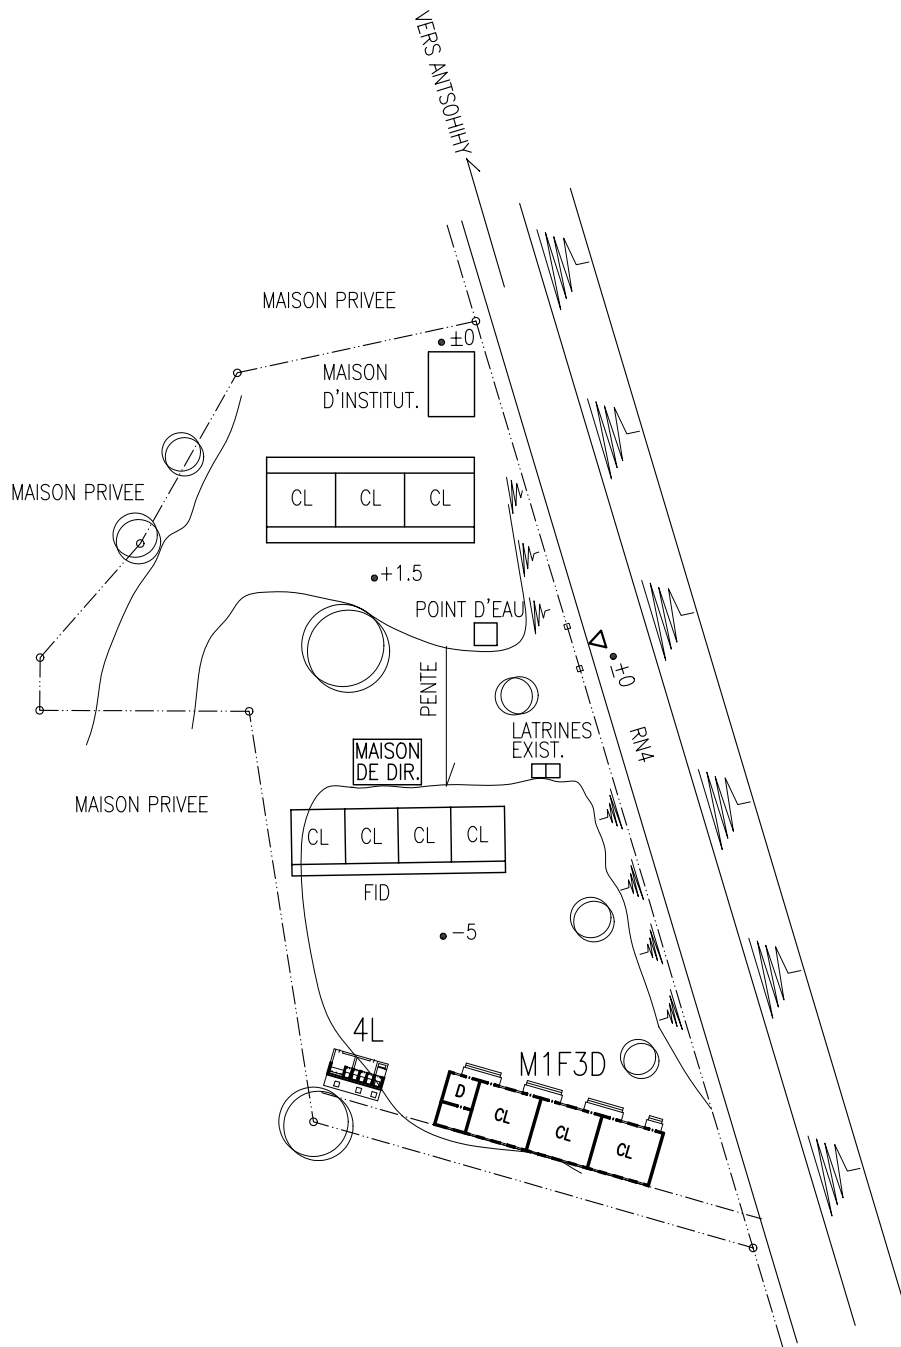 VERS ANTSOHIHY
MAISON PRIVEE
±0
MAISON
D'INSTITUT.
MAISON PRIVEE
CL CL CL
+1.5
POINT D'EAU
±0
PENTE
LATRINES
EXIST.
RN4
MAISON
DE DIR.
MAISON PRIVEE
CL CL CL CL
FID
-5
4L
M1F3D
D
CL CL CL